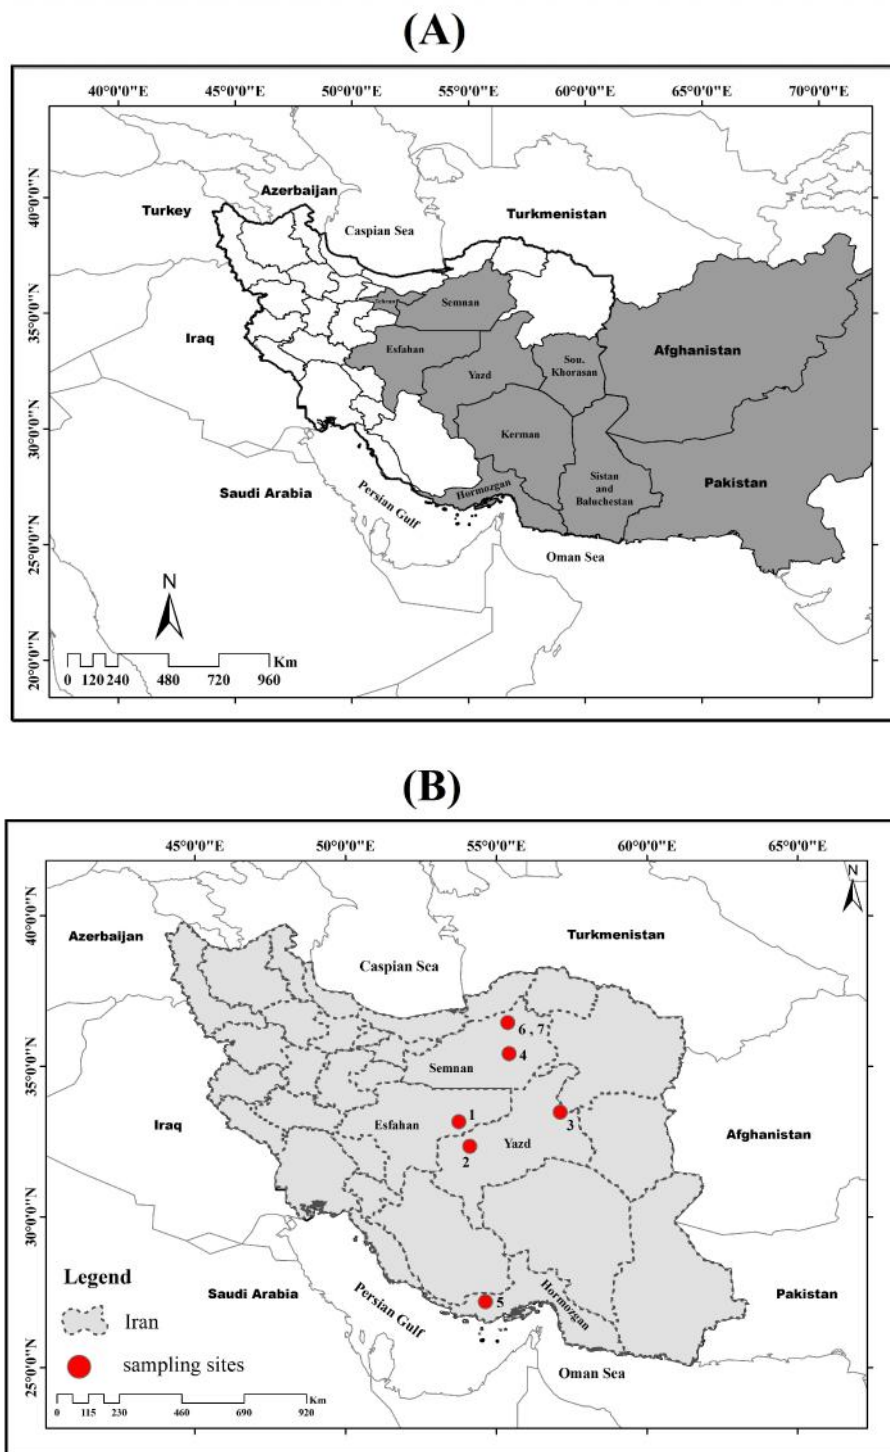 (A)
40°0'0"E 45°0'0"E 50°0'0"E 55°0'0"E 60°0'0"E 65°0'0"E 70°0'0"E
40°0'0"N
35°0'0"N
30°0'0"N
25°0'0"N
20°0'0"N
Azerbaijan
Turkey
Caspian Sea
Turkmenistan
Tehran
Semnan
Iraq
Esfahan
Yazd
Sou.
Khorasan
Afghanistan
Kerman
Saudi Arabia
Persian Gulf
Hormozgan
Sistan
and
Baluchestan
Pakistan
Oman Sea
N
Km
0 120 240 480 720 960
(B)
45°0'0"E 50°0'0"E 55°0'0"E 60°0'0"E 65°0'0"E
40°0'0"N
35°0'0"N
30°0'0"N
25°0'0"N
N
Azerbaijan
Turkmenistan
Caspian Sea
6 , 7
4
Semnan
Iraq
Esfahan
1
Yazd
3
Afghanistan
2
Legend
Iran
sampling sites
Saudi Arabia
Persian Gulf
5
Hormozgan
Pakistan
Oman Sea
Km
0 115 230 460 690 920